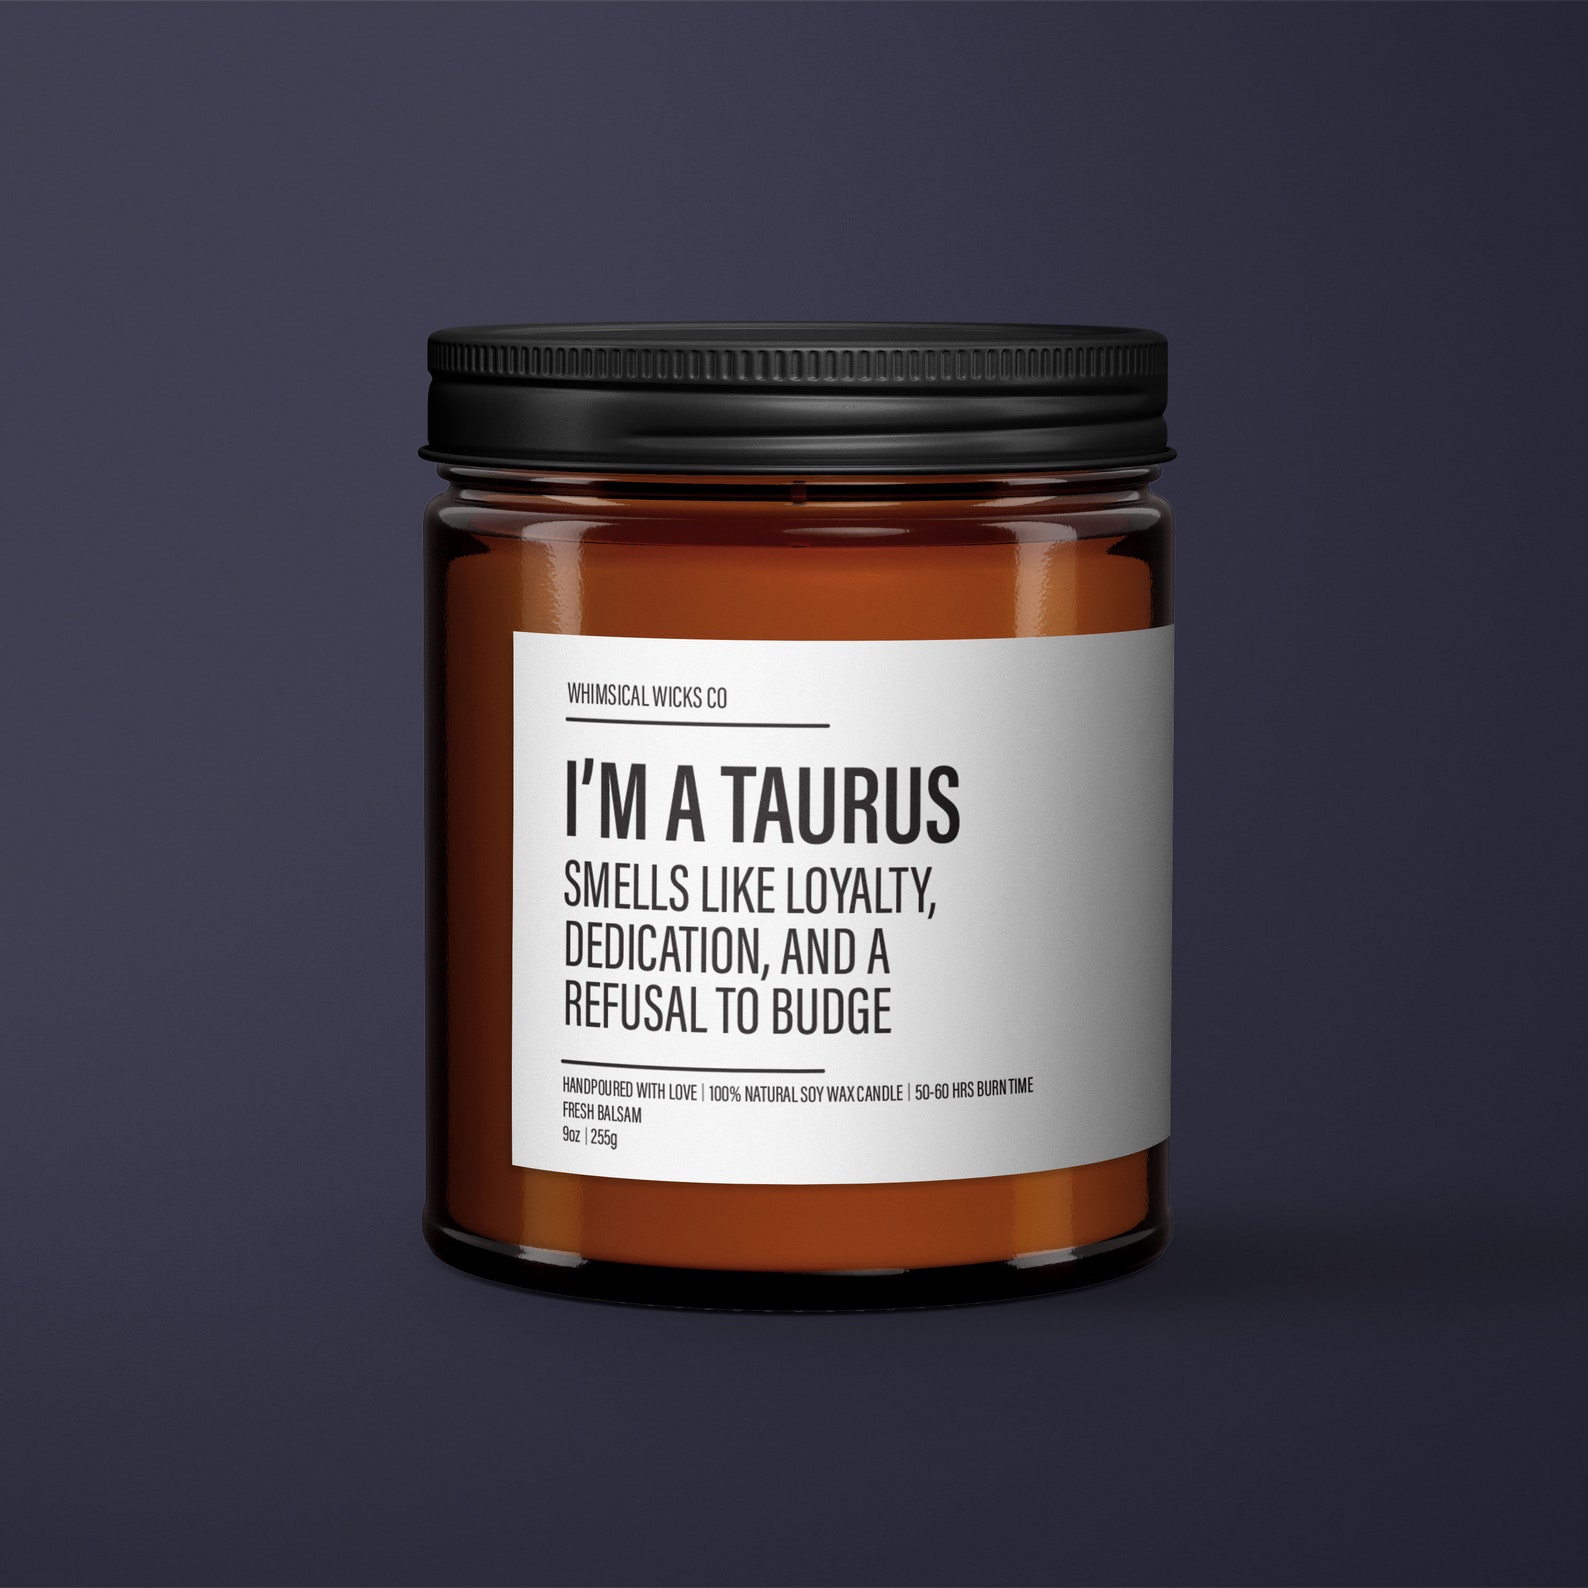 WHIMSICAL WICKS CO
I'M A TAURUS
SMELLS LIKE LOYALTY,
DEDICATION, AND A
REFUSAL TO BUDGE
HANDPOURED WITH LOVE | 100% NATURAL SOY WAX CANDLE | 50-60 HRS BURN TIME
FRESH BALSAM
9oz | 255g